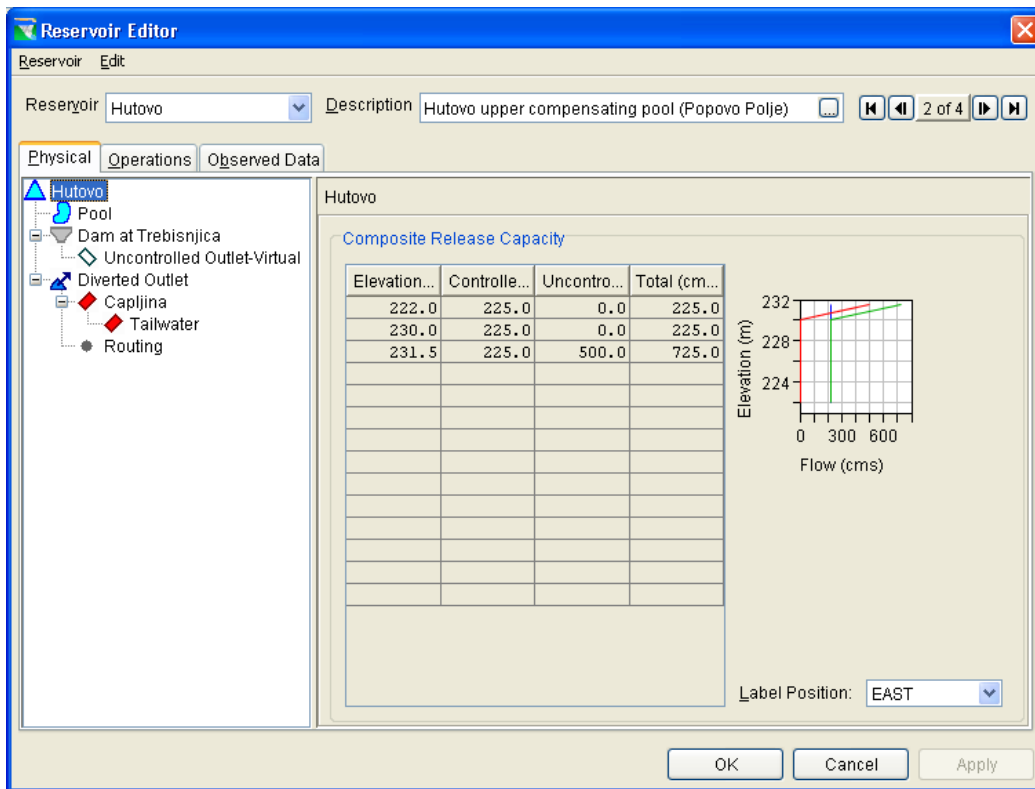 Reservoir Editor
Reservoir Edit
Reservoir Hutovo Description Hutovo upper compensating pool (Popovo Polje) ... 2 of 4
Physical Operations Observed Data
Hutovo
Pool
Dam at Trebisnjica
Uncontrolled Outlet-Virtual
Diverted Outlet
Capljina
Tailwater
Routing
Hutovo
Composite Release Capacity
Elevation... Controlle... Uncontro... Total (cm...
222.0 225.0 0.0 225.0
230.0 225.0 0.0 225.0
231.5 225.0 500.0 725.0
Elevation (m)
232
228
224
0 300 600
Flow (cms)
Label Position: EAST
OK Cancel Apply